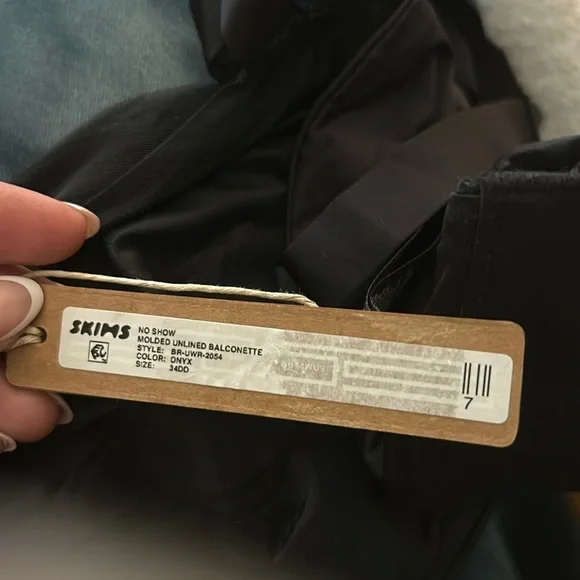 SKIMS
NO SHOW
MOLDED UNLINED BALCONETTE
STYLE: BR-UWR-2054
COLOR: ONYX
SIZE: 34DD
7